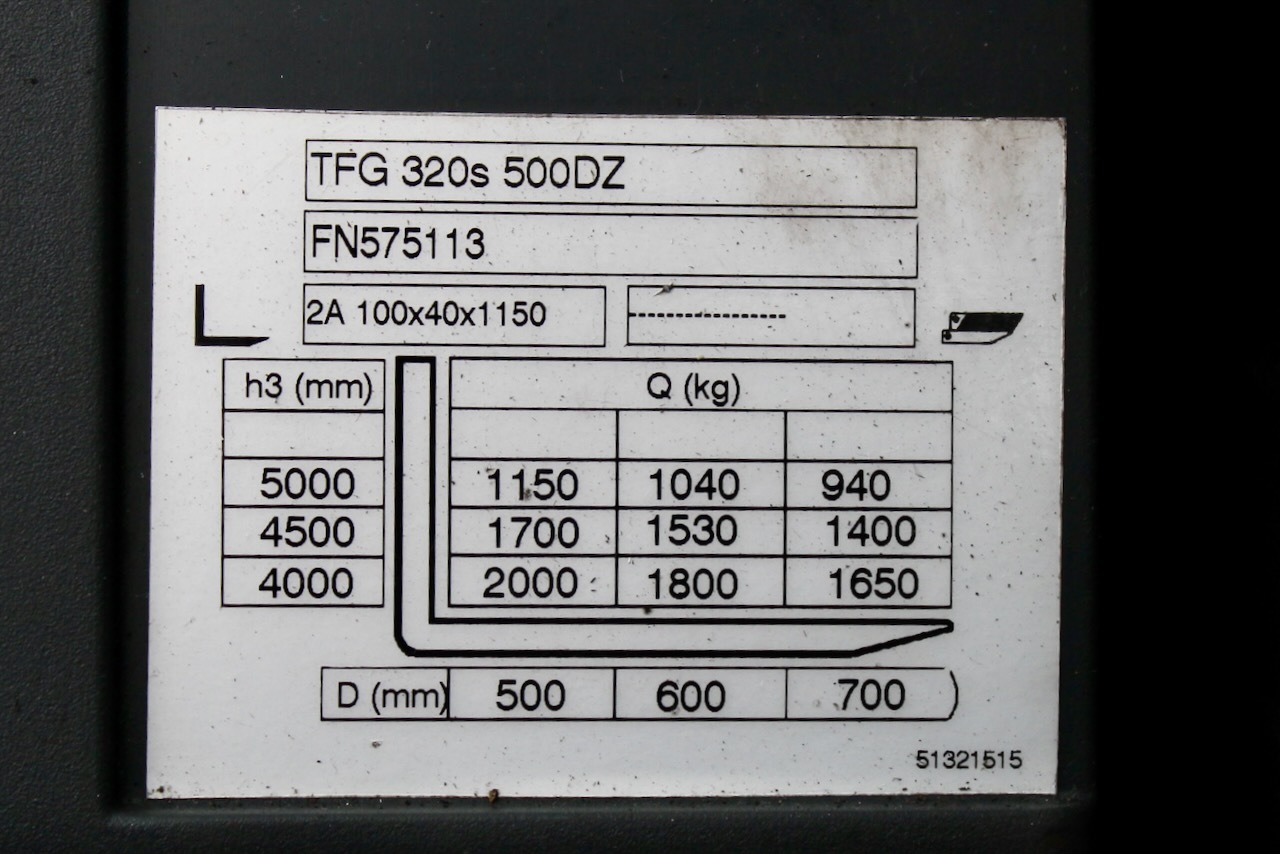 TFG 320s 500DZ
FN575113
2A 100x40x1150 ----------------------
h3 (mm) Q (kg)
5000 1150 1040 940
4500 1700 1530 1400
4000 2000 1800 1650
D (mm) 500 600 700
51321515